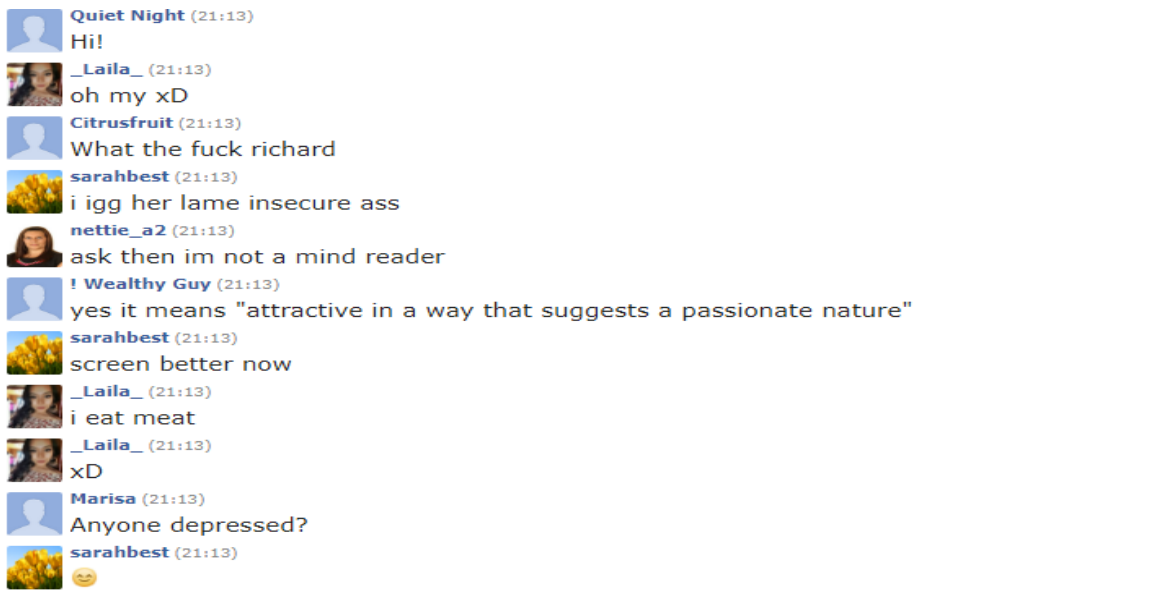 Quiet Night (21:13)
Hi!
_Laila_ (21:13)
oh my xD
Citrusfruit (21:13)
What the fuck richard
sarahbest (21:13)
i igg her lame insecure ass
nettie_a2 (21:13)
ask then im not a mind reader
! Wealthy Guy (21:13)
yes it means "attractive in a way that suggests a passionate nature"
sarahbest (21:13)
screen better now
_Laila_ (21:13)
i eat meat
_Laila_ (21:13)
xD
Marisa (21:13)
Anyone depressed?
sarahbest (21:13)
😊